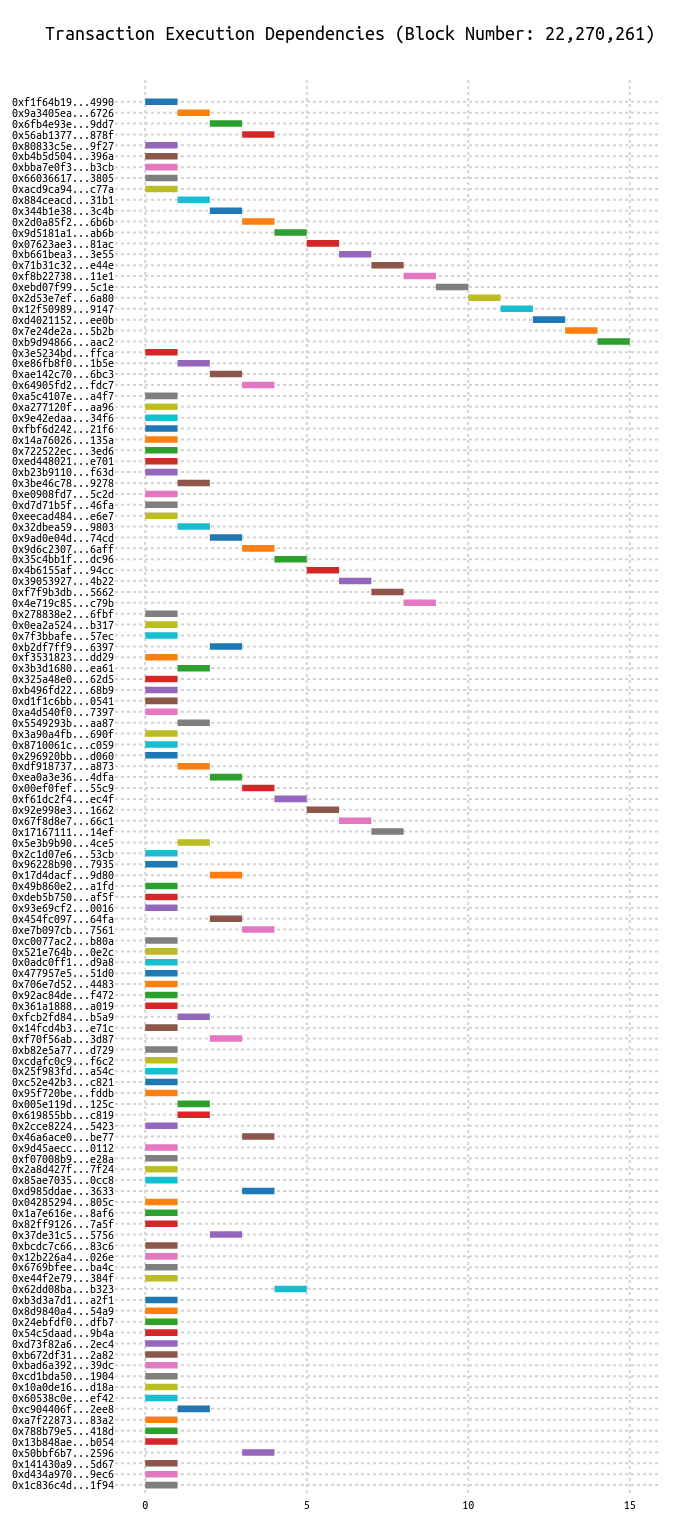 Transaction Execution Dependencies (Block Number: 22,270,261)
0xf1f64b19...4990
0x9a3405ea...6726
0x6fb4e93e...9dd7
0x56ab1377...878f
0x80833c5e...9f27
0xb4b5d504...396a
0xbba7e0f3...b3cb
0x66036617...3805
0xacd9ca94...c77a
0x884ceacd...31b1
0x344b1e38...3c4b
0x2d0a85f2...6b6b
0x9d5181a1...ab6b
0x07623ae3...81ac
0xb661bea3...3e55
0x71b31c32...e44e
0xf8b22738...11e1
0xebd07f99...5c1e
0x2d53e7ef...6a80
0x12f50989...9147
0xd4021152...ee0b
0x7e24de2a...5b2b
0xb9d94866...aac2
0x3e5234bd...ffca
0xe86fb8f0...1b5e
0xae142c70...6bc3
0x64905fd2...fdc7
0xa5c4107e...a4f7
0xa277120f...aa96
0x9e42edaa...34f6
0xfbf6d242...21f6
0x14a76026...135a
0x722522ec...3ed6
0xed448021...e701
0xb23b9110...f63d
0x3be46c78...9278
0xe0908fd7...5c2d
0xd7d71b5f...46fa
0xeecad484...e6e7
0x32dbea59...9803
0x9ad0e04d...74cd
0x9d6c2307...6aff
0x35c4bb1f...dc96
0x4b6155af...94cc
0x39053927...4b22
0xf7f9b3db...5662
0x4e719c85...c79b
0x278838e2...6fbf
0x0ea2a524...b317
0x7f3bbafe...57ec
0xb2df7ff9...6397
0xf3531823...dd29
0x3b3d1680...ea61
0x325a48e0...62d5
0xb496fd22...68b9
0xd1f1c6bb...0541
0xa4d540f0...7397
0x5549293b...aa87
0x3a90a4fb...690f
0x8710061c...c059
0x296920bb...d060
0xdf918737...a873
0xea0a3e36...4dfa
0x00ef0fef...55c9
0xf61dc2f4...ec4f
0x92e998e3...1662
0x67f8d8e7...66c1
0x17167111...14ef
0x5e3b9b90...4ce5
0x2c1d07e6...53cb
0x96228b90...7935
0x17d4dacf...9d80
0x49b860e2...a1fd
0xdeb5b750...af5f
0x93e69cf2...0016
0x454fc097...64fa
0xe7b097cb...7561
0xc0077ac2...b80a
0x521e764b...0e2c
0x0adc0ff1...d9a8
0x477957e5...51d0
0x706e7d52...4483
0x92ac84de...f472
0x361a1888...a019
0xfcb2fd84...b5a9
0x14fcd4b3...e71c
0xf70f56ab...3d87
0xb82e5a77...d729
0xcdafc0c9...f6c2
0x25f983fd...a54c
0xc52e42b3...c821
0x95f720be...fddb
0x005e119d...125c
0x619855bb...c819
0x2cce8224...5423
0x46a6ace0...be77
0x9d45aecc...0112
0xf07008b9...e28a
0x2a8d427f...7f24
0x85ae7035...0cc8
0xd985ddae...3633
0x04285294...805c
0x1a7e616e...8af6
0x82ff9126...7a5f
0x37de31c5...5756
0xbcdc7c66...83c6
0x12b226a4...026e
0x6769bfee...ba4c
0xe44f2e79...384f
0x62dd08ba...b323
0xb3d3a7d1...a2f1
0x8d9840a4...54a9
0x24ebfdf0...dfb7
0x54c5daad...9b4a
0xd73f82a6...2ec4
0xb672df31...2a82
0xbad6a392...39dc
0xcd1bda50...1904
0x10a0de16...d18a
0x60538c0e...ef42
0xc904406f...2ee8
0xa7f22873...83a2
0x788b79e5...418d
0x13b848ae...b054
0x50bbf6b7...2596
0x141430a9...5d67
0xd434a970...9ec6
0x1c836c4d...1f94
0 5 10 15